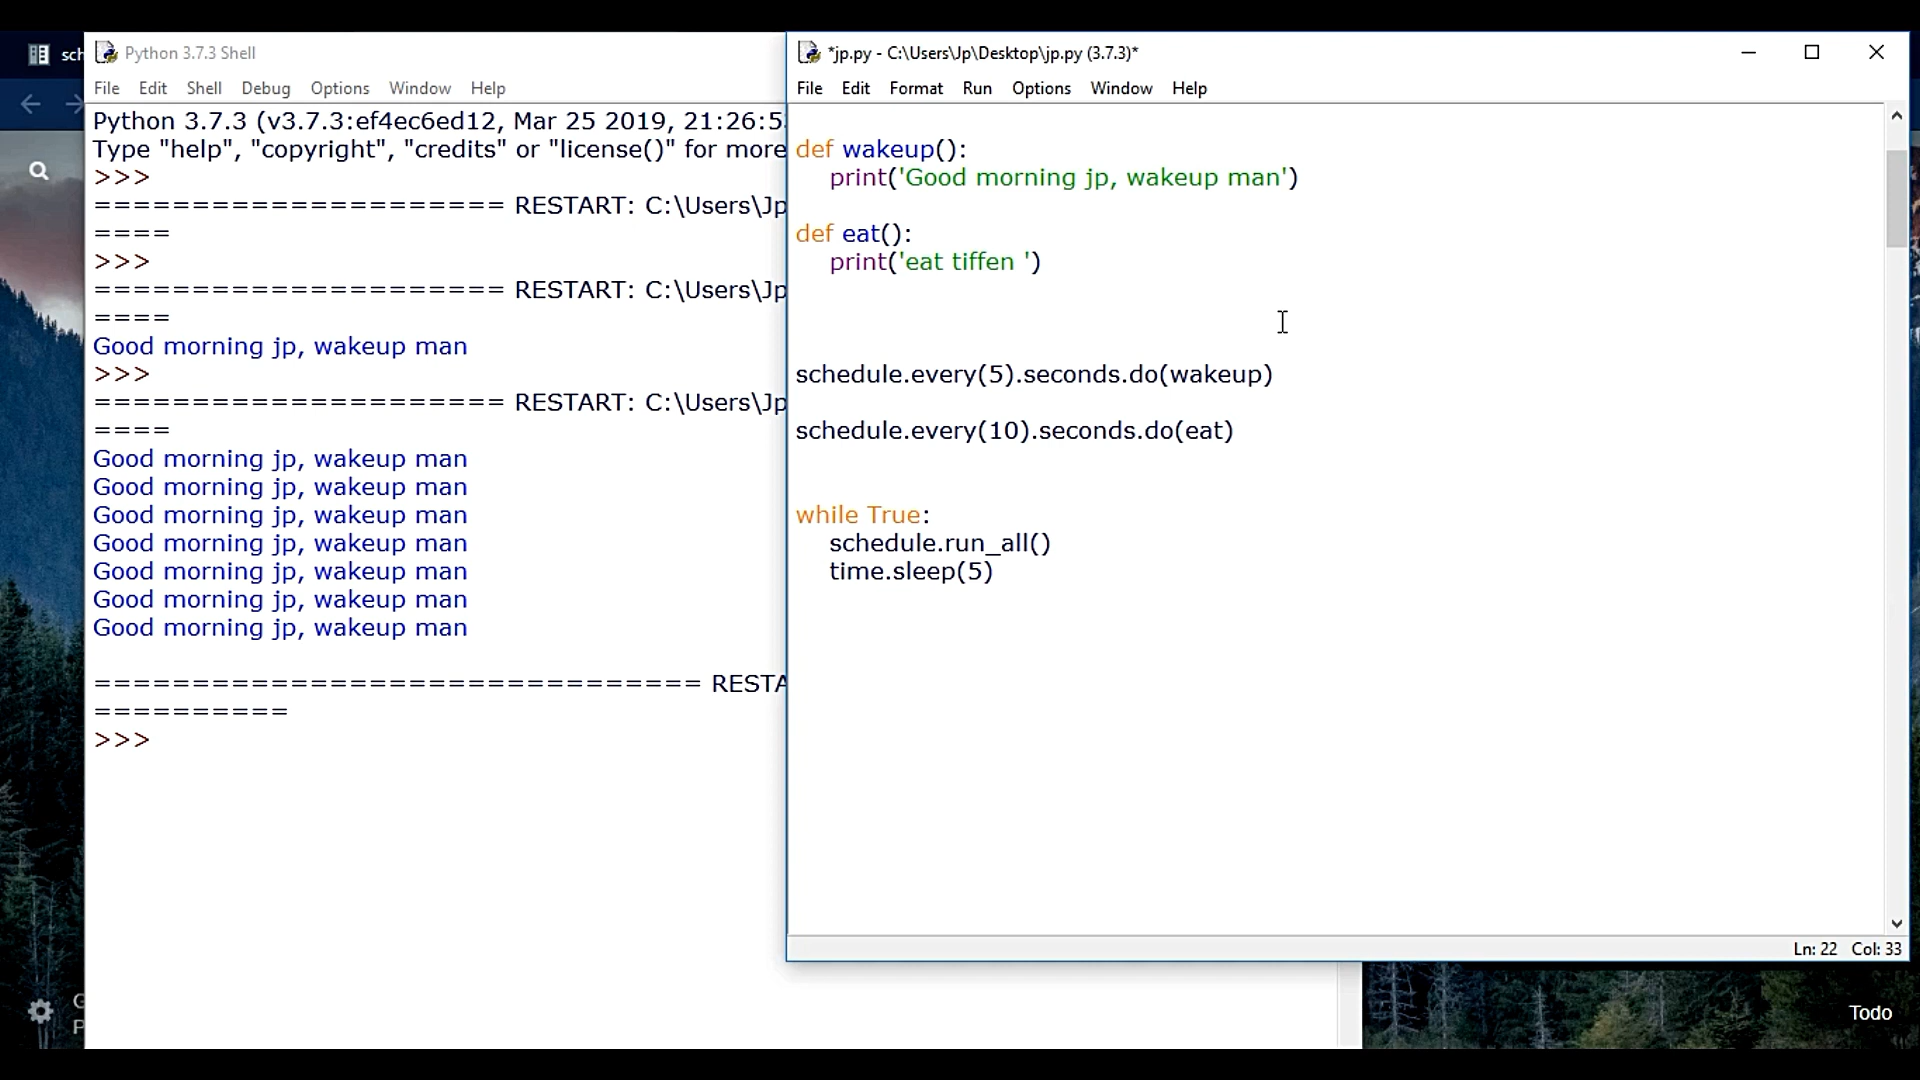 sch
Python 3.7.3 Shell
File Edit Shell Debug Options Window Help
Python 3.7.3 (v3.7.3:ef4ec6ed12, Mar 25 2019, 21:26:5
Type "help", "copyright", "credits" or "license()" for more
>>>
===================== RESTART: C:\Users\Jp
====
>>>
===================== RESTART: C:\Users\Jp
====
Good morning jp, wakeup man
>>>
===================== RESTART: C:\Users\Jp
====
Good morning jp, wakeup man
Good morning jp, wakeup man
Good morning jp, wakeup man
Good morning jp, wakeup man
Good morning jp, wakeup man
Good morning jp, wakeup man
Good morning jp, wakeup man
=============================== RESTA
==========
>>>
*jp.py - C:\Users\Jp\Desktop\jp.py (3.7.3)*
File Edit Format Run Options Window Help
def wakeup():
    print('Good morning jp, wakeup man')
def eat():
    print('eat tiffen ')
schedule.every(5).seconds.do(wakeup)
schedule.every(10).seconds.do(eat)
while True:
    schedule.run_all()
    time.sleep(5)
Ln: 22 Col: 33
Todo